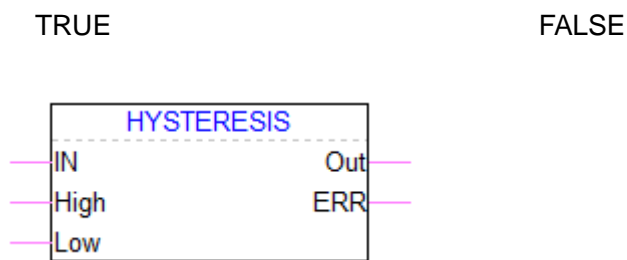 TRUE FALSE
HYSTERESIS
IN Out
High ERR
Low